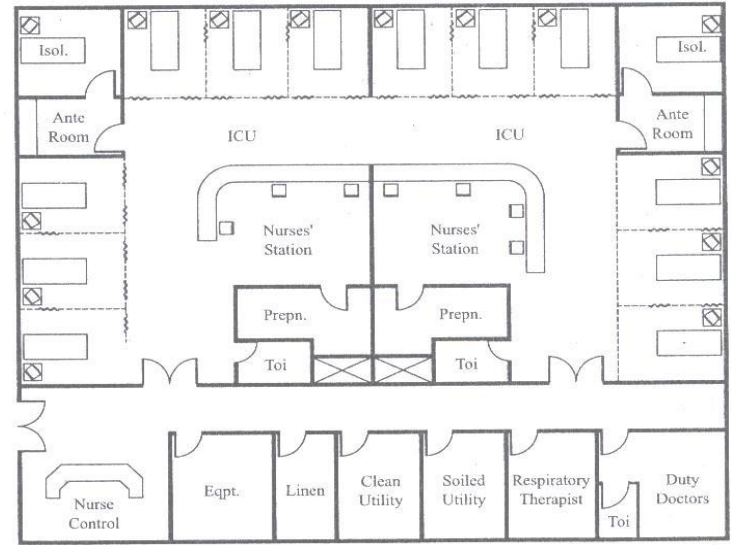 Isol.
Isol.
Ante
Room
ICU
ICU
Ante
Room
Nurses'
Station
Nurses'
Station
Prepn.
Prepn.
Toi
Toi
Nurse
Control
Eqpt.
Linen
Clean
Utility
Soiled
Utility
Respiratory
Therapist
Toi
Duty
Doctors